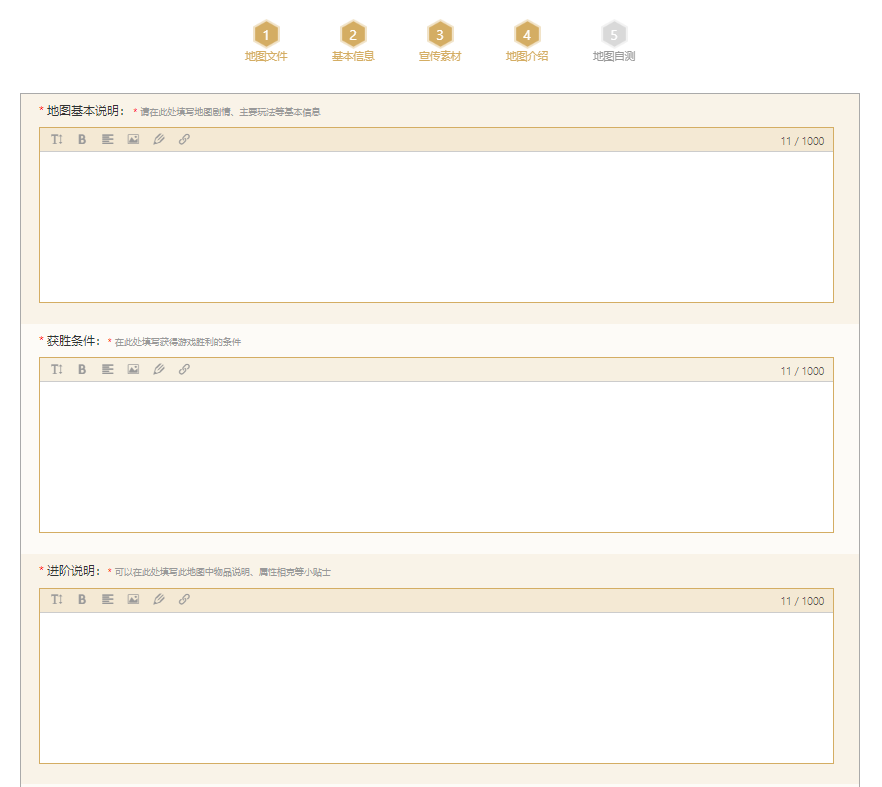 1 2 3 4 5
地图文件 基本信息 宣传素材 地图介绍 地图自测
* 地图基本说明： * 请在此处填写地图剧情、主要玩法等基本信息
T B 11 / 1000
* 获胜条件： * 在此处填写获得游戏胜利的条件
T B 11 / 1000
* 进阶说明： * 可以在此处填写此地图中物品说明、属性相克等小贴士
T B 11 / 1000